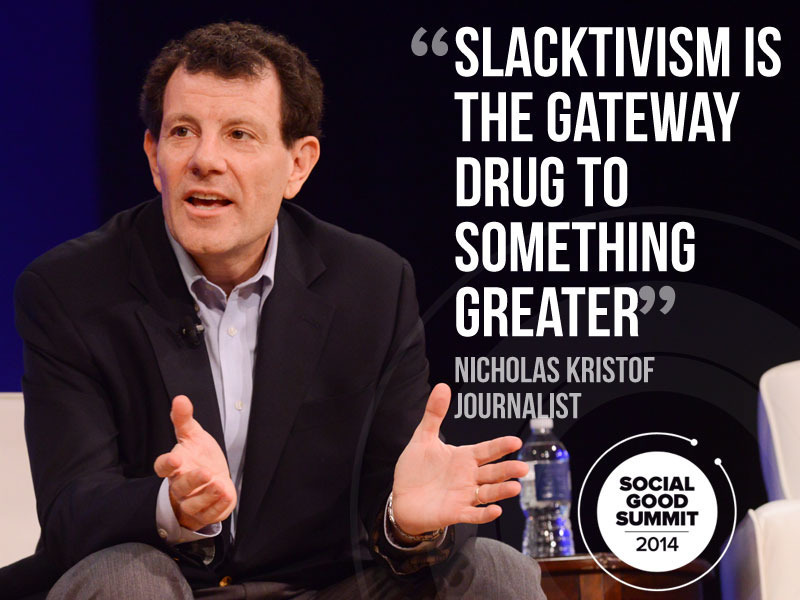 “SLACKTIVISM IS
THE GATEWAY
DRUG TO
SOMETHING
GREATER”
NICHOLAS KRISTOF
JOURNALIST
SOCIAL
GOOD
SUMMIT
2014